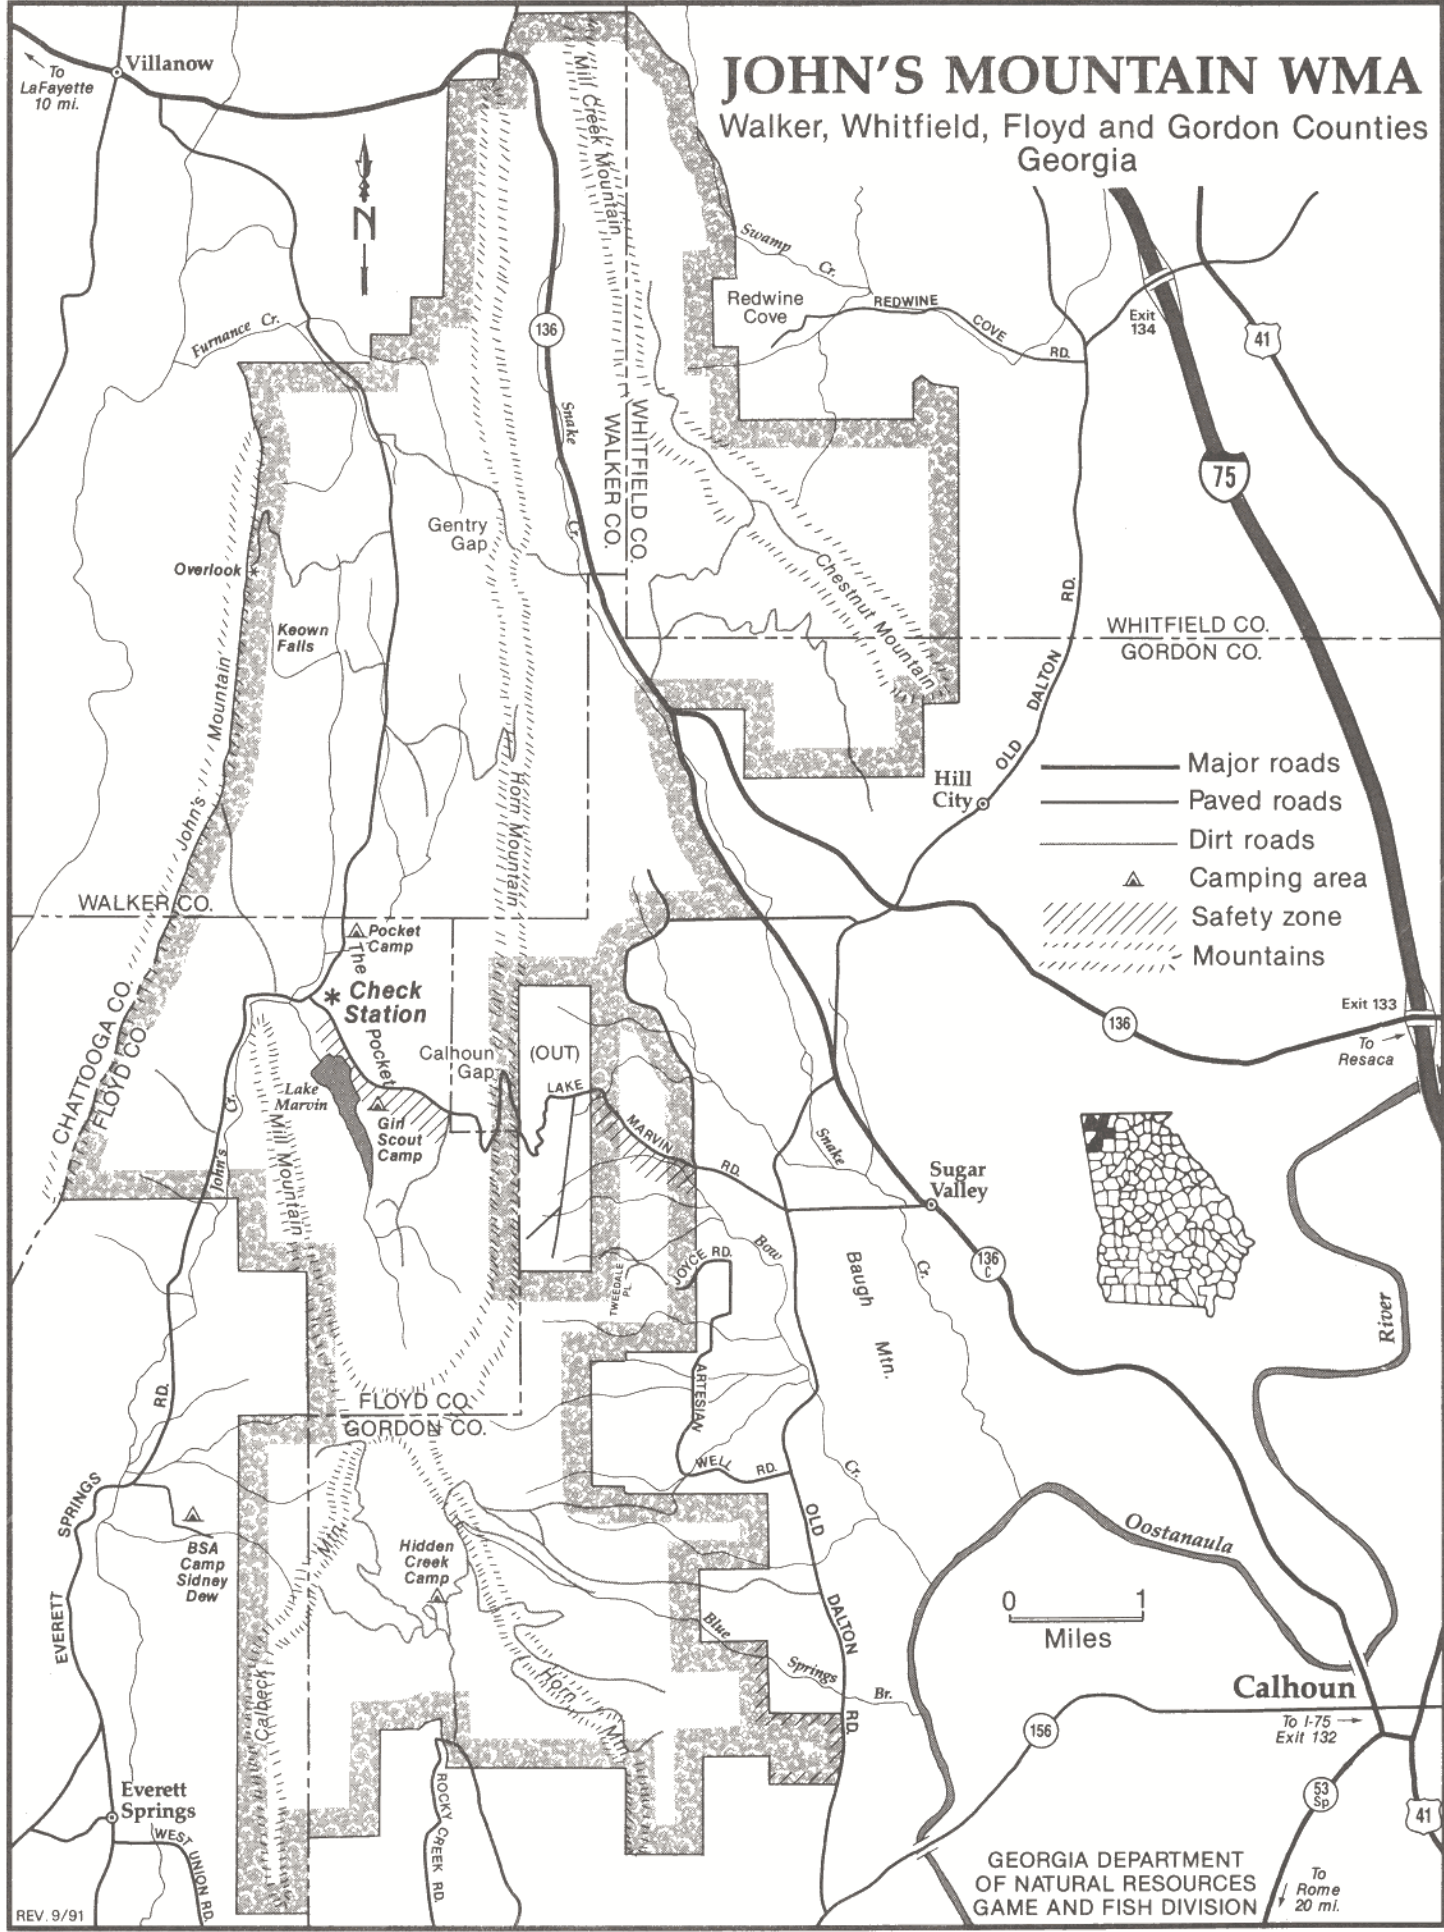 JOHN'S MOUNTAIN WMA
Walker, Whitfield, Floyd and Gordon Counties
Georgia
Villanow
To
LaFayette
10 mi.
N
Mill Creek Mountain
Swamp
Cr.
Redwine
Cove
REDWINE
COVE
RD.
Exit
134
41
136
Furnance Cr.
Snake
Cr.
WHITFIELD CO.
WALKER CO.
75
Gentry
Gap
Overlook
*
Keown
Falls
Chestnut Mountain
RD.
DALTON
OLD
WHITFIELD CO.
GORDON CO.
John's Mountain
Horn Mountain
Hill
City
Major roads
Paved roads
Dirt roads
Camping area
Safety zone
Mountains
WALKER CO.
Pocket
Camp
The
Pocket
* Check
Station
CHATTOOGA CO.
FLOYD CO.
Calhoun
Gap
(OUT)
LAKE
MARVIN
RD.
Lake
Marvin
Girl
Scout
Camp
Mill Mountain
John's
Cr.
136
Exit 133
To
Resaca
Snake
Cr.
Sugar
Valley
136
C
Bow
Cr.
Baugh
Mtn.
JOYCE RD.
TWEEDALE
PL.
ARTESIAN
WELL
RD.
River
FLOYD CO.
GORDON CO.
RD.
SPRINGS
EVERETT
BSA
Camp
Sidney
Dew
Mtn.
Calbeck
Hidden
Creek
Camp
OLD
DALTON
RD.
Oostanaula
0
1
Miles
Blue
Springs
Br.
Horn
Mtn.
Calhoun
To I-75
Exit 132
156
53
Sp
41
Everett
Springs
WEST UNION RD.
ROCKY CREEK RD.
To
Rome
20 mi.
GEORGIA DEPARTMENT
OF NATURAL RESOURCES
GAME AND FISH DIVISION
REV. 9/91